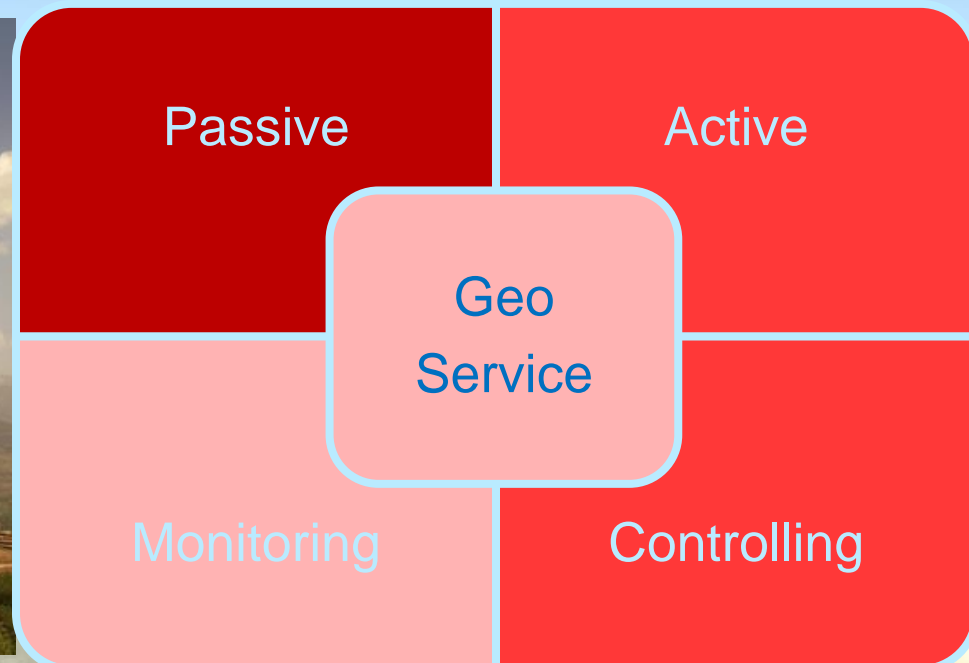 Passive
Active
Geo
Service
Monitoring
Controlling